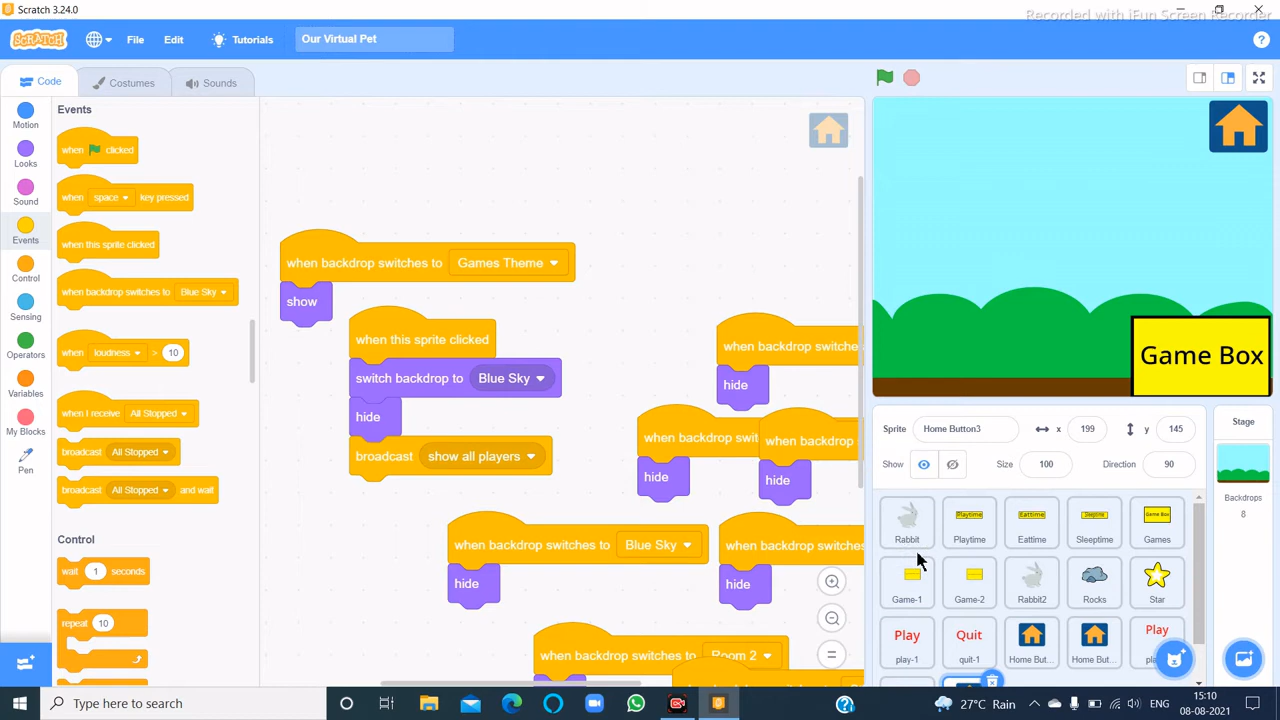 Scratch 3.24.0
Recorded with iFun Screen Recorder
SCRATCH
File
Edit
Tutorials
Our Virtual Pet
Code
Costumes
Sounds
Motion
Looks
Sound
Events
Control
Sensing
Operators
Variables
My Blocks
Pen
Events
when clicked
when space key pressed
when this sprite clicked
when backdrop switches to Blue Sky
when loudness > 10
when I receive All Stopped
broadcast All Stopped
broadcast All Stopped and wait
Control
wait 1 seconds
repeat 10
when backdrop switches to Games Theme
show
when this sprite clicked
switch backdrop to Blue Sky
hide
broadcast show all players
when backdrop switche
hide
when backdrop swit
hide
when backdrop
hide
when backdrop switches to Blue Sky
hide
when backdrop switches
hide
when backdrop switches to Room 2
Game Box
Sprite
Home Button3
x
199
y
145
Show
Size
100
Direction
90
Stage
Backdrops
8
Rabbit
Playtime
Playtime
Eattime
Eattime
Sleeptime
Sleeptime
Game Box
Games
Game-1
Game-2
Rabbit2
Rocks
Star
Play
play-1
Quit
quit-1
Home But...
Home But...
Play
Type here to search
27°C Rain
ENG
15:10
08-08-2021